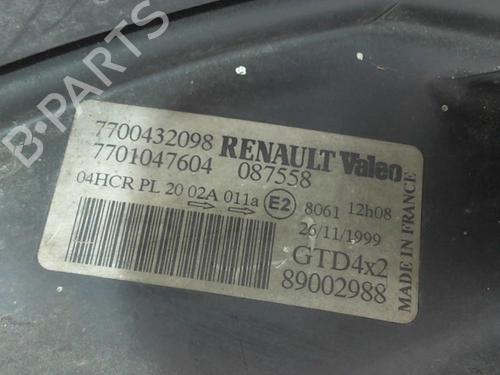 B-PARTS
7700432098 RENAULT Valeo
7701047604 087558
04HCR PL 20 02A 011a E2 8061 12h08
26/11/1999
GTD4x2
89002988
MADE IN FRANCE